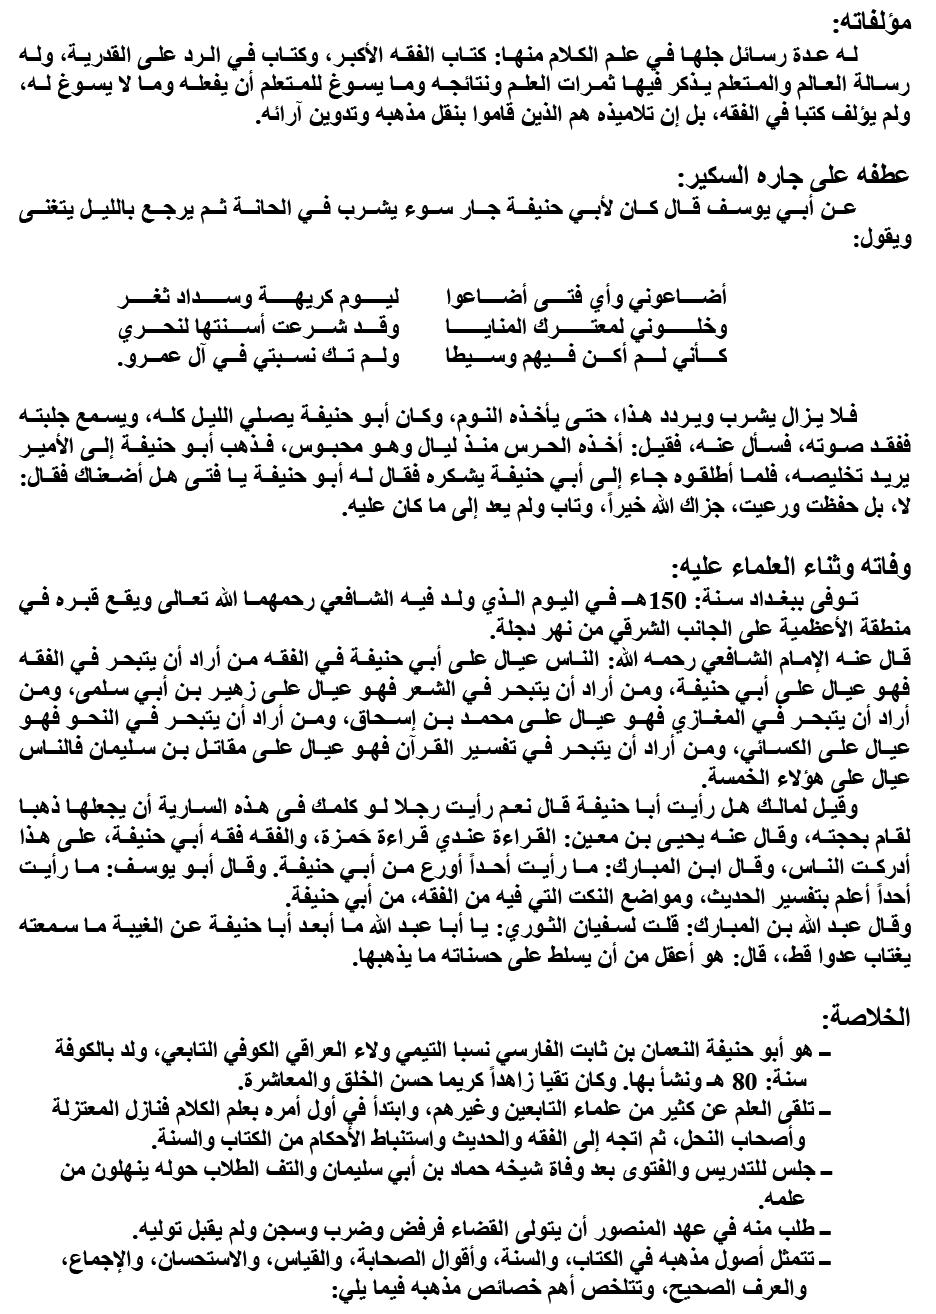 مؤلفاته:
له عدة رسائل جلها في علم الكلام منها: كتاب الفقه الأكبر، وكتاب في الرد على القدرية، وله
رسالة العالم والمتعلم يذكر فيها ثمرات العلم ونتائجه وما يسوغ للمتعلم أن يفعله وما لا يسوغ له،
ولم يؤلف كتبا في الفقه، بل إن تلاميذه هم الذين قاموا بنقل مذهبه وتدوين آرائه.
عطفه على جاره السكير:
عن أبي يوسف قال كان لأبي حنيفة جار سوء يشرب في الحانة ثم يرجع بالليل يتغنى
ويقول:
أضاعوني وأي فتى أضاعوا ليوم كريهة وسداد ثغر
وخلوني لمعترك المنايا وقد شرعت أسنتها لنحري
كأني لم أكن فيهم وسيطا ولم تك نسبتي في آل عمرو.
فلا يزال يشرب ويردد هذا، حتى يأخذه النوم، وكان أبو حنيفة يصلي الليل كله، ويسمع جلبته
ففقد صوته، فسأل عنه، فقيل: أخذه الحرس منذ ليال وهو محبوس، فذهب أبو حنيفة إلى الأمير
يريد تخليصه، فلما أطلقوه جاء إلى أبي حنيفة يشكره فقال له أبو حنيفة يا فتى هل أضعناك فقال:
لا، بل حفظت ورعيت، جزاك الله خيراً، وتاب ولم يعد إلى ما كان عليه.
وفاته وثناء العلماء عليه:
توفى ببغداد سنة: 150هـ في اليوم الذي ولد فيه الشافعي رحمهما الله تعالى ويقع قبره في
منطقة الأعظمية على الجانب الشرقي من نهر دجلة.
قال عنه الإمام الشافعي رحمه الله: الناس عيال على أبي حنيفة في الفقه من أراد أن يتبحر في الفقه
فهو عيال على أبي حنيفة، ومن أراد أن يتبحر في الشعر فهو عيال على زهير بن أبي سلمى، ومن
أراد أن يتبحر في المغازي فهو عيال على محمد بن إسحاق، ومن أراد أن يتبحر في النحو فهو
عيال على الكسائي، ومن أراد أن يتبحر في تفسير القرآن فهو عيال على مقاتل بن سليمان فالناس
عيال على هؤلاء الخمسة.
وقيل لمالك هل رأيت أبا حنيفة قال نعم رأيت رجلا لو كلمك فى هذه السارية أن يجعلها ذهبا
لقام بحجته، وقال عنه يحيى بن معين: القراءة عندي قراءة حَمزة، والفقه فقه أبي حنيفة، على هذا
أدركت الناس، وقال ابن المبارك: ما رأيت أحداً أورع من أبي حنيفة. وقال أبو يوسف: ما رأيت
أحداً أعلم بتفسير الحديث، ومواضع النكت التي فيه من الفقه، من أبي حنيفة.
وقال عبد الله بن المبارك: قلت لسفيان الثوري: يا أبا عبد الله ما أبعد أبا حنيفة عن الغيبة ما سمعته
يغتاب عدوا قط،، قال: هو أعقل من أن يسلط على حسناته ما يذهبها.
الخلاصة:
ــ هو أبو حنيفة النعمان بن ثابت الفارسي نسبا التيمي ولاء العراقي الكوفي التابعي، ولد بالكوفة
سنة: 80 هـ ونشأ بها. وكان تقيا زاهداً كريما حسن الخلق والمعاشرة.
ــ تلقى العلم عن كثير من علماء التابعين وغيرهم، وابتدأ في أول أمره بعلم الكلام فنازل المعتزلة
وأصحاب النحل، ثم اتجه إلى الفقه والحديث واستنباط الأحكام من الكتاب والسنة.
ــ جلس للتدريس والفتوى بعد وفاة شيخه حماد بن أبي سليمان والتف الطلاب حوله ينهلون من
علمه.
ــ طلب منه في عهد المنصور أن يتولى القضاء فرفض وضرب وسجن ولم يقبل توليه.
ــ تتمثل أصول مذهبه في الكتاب، والسنة، وأقوال الصحابة، والقياس، والاستحسان، والإجماع،
والعرف الصحيح، وتتلخص أهم خصائص مذهبه فيما يلي: